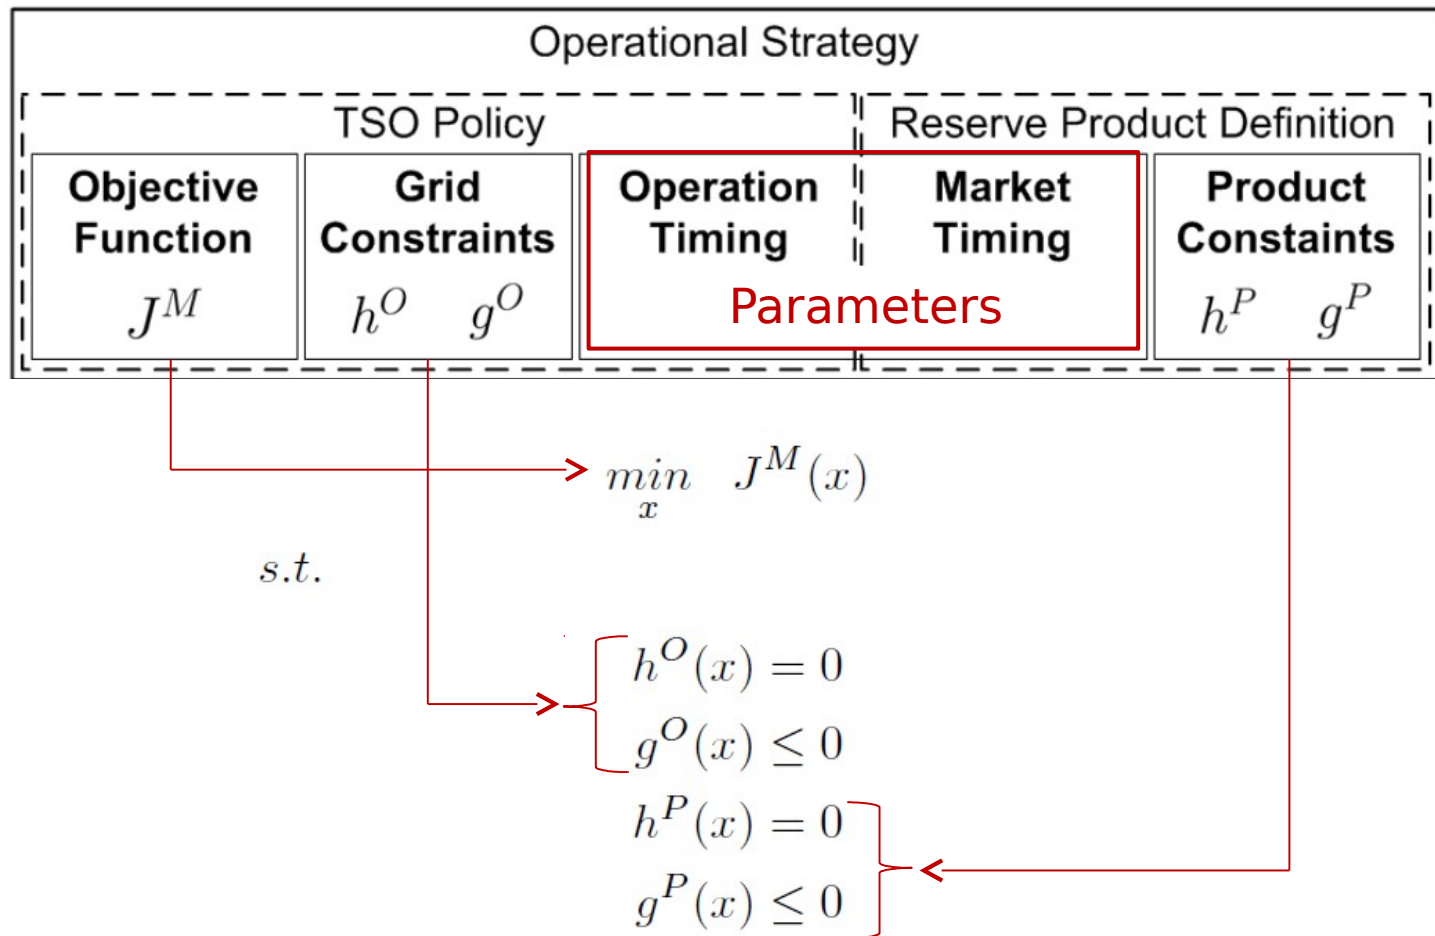 Operational Strategy
TSO Policy
Reserve Product Definition
Objective
Function
J^M
Grid
Constraints
h^O g^O
Operation
Timing
Market
Timing
Parameters
Product
Constaints
h^P g^P
min J^M(x)
x
s.t.
h^O(x) = 0
g^O(x) ≤ 0
h^P(x) = 0
g^P(x) ≤ 0